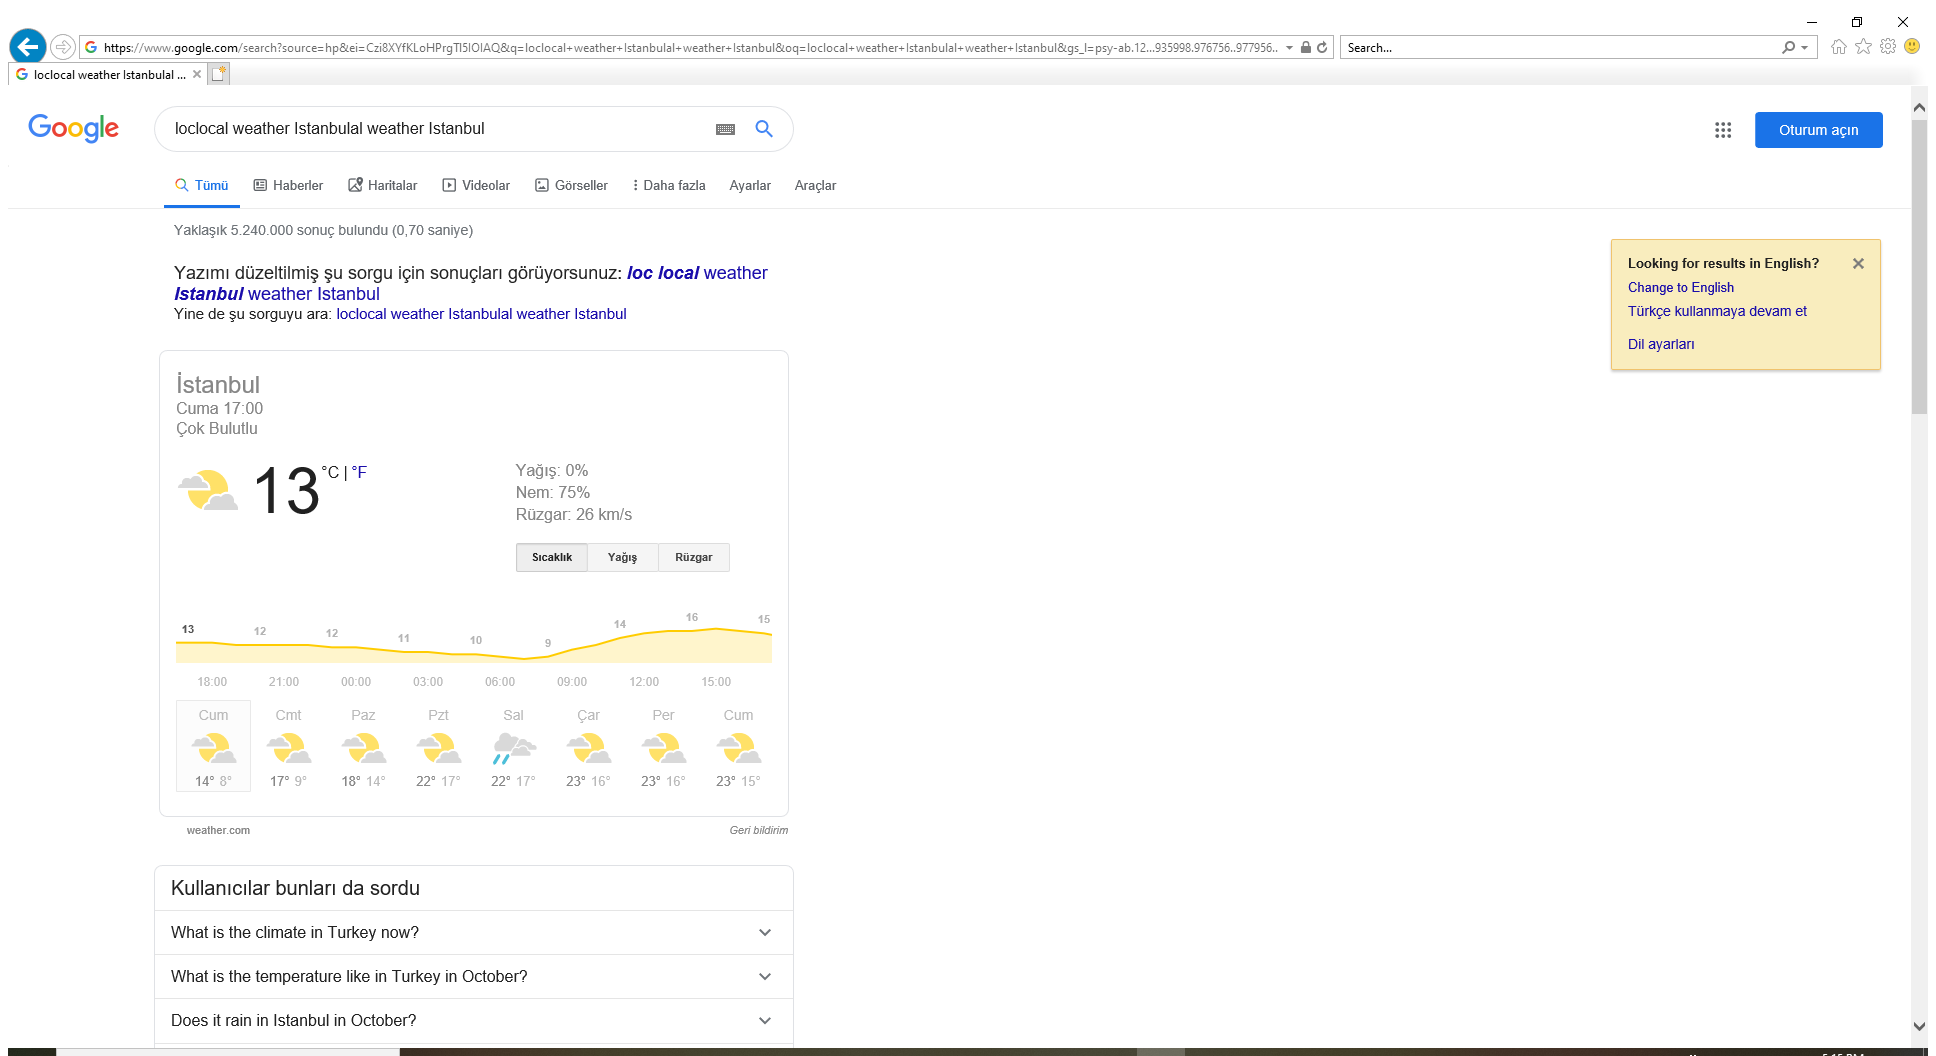 https://www.google.com/search?source=hp&ei=Czi8XYfKLoHPrgTI5IOIAQ&q=loclocal+weather+Istanbulal+weather+Istanbul&oq=loclocal+weather+Istanbulal+weather+Istanbul&gs_l=psy-ab.12...935998.976756..977956..
Search...
loclocal weather Istanbulal ...
Google
loclocal weather Istanbulal weather Istanbul
Oturum açın
Tümü Haberler Haritalar Videolar Görseller Daha fazla Ayarlar Araçlar
Yaklaşık 5.240.000 sonuç bulundu (0,70 saniye)
Yazımı düzeltilmiş şu sorgu için sonuçları görüyorsunuz: loc local weather
Istanbul weather Istanbul
Yine de şu sorguyu ara: loclocal weather Istanbulal weather Istanbul
Looking for results in English?
Change to English
Türkçe kullanmaya devam et
Dil ayarları
İstanbul
Cuma 17:00
Çok Bulutlu
13 °C | °F
Yağış: 0%
Nem: 75%
Rüzgar: 26 km/s
Sıcaklık Yağış Rüzgar
13 12 12 11 10 9 14 16 15
18:00 21:00 00:00 03:00 06:00 09:00 12:00 15:00
Cum Cmt Paz Pzt Sal Çar Per Cum
14° 8° 17° 9° 18° 14° 22° 17° 22° 17° 23° 16° 23° 16° 23° 15°
weather.com
Geri bildirim
Kullanıcılar bunları da sordu
What is the climate in Turkey now?
What is the temperature like in Turkey in October?
Does it rain in Istanbul in October?